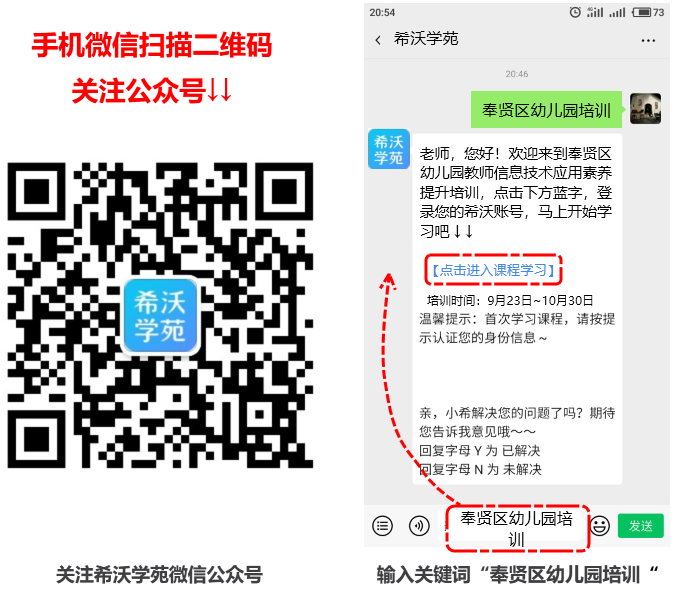 手机微信扫描二维码
关注公众号↓↓
希沃
学苑
关注希沃学苑微信公众号
20:54
73
希沃学苑
20:46
奉贤区幼儿园培训
希沃
学苑
老师，您好！欢迎来到奉贤区
幼儿园教师信息技术应用素养
提升培训，点击下方蓝字，登
录您的希沃账号，马上开始学
习吧↓↓
【点击进入课程学习】
培训时间：9月23日~10月30日
温馨提示：首次学习课程，请按提
示认证您的身份信息～
亲，小希解决您的问题了吗？期待
您告诉我意见哦～～
回复字母 Y 为 已解决
回复字母 N 为 未解决
奉贤区幼儿园培
训
发送
输入关键词“奉贤区幼儿园培训“